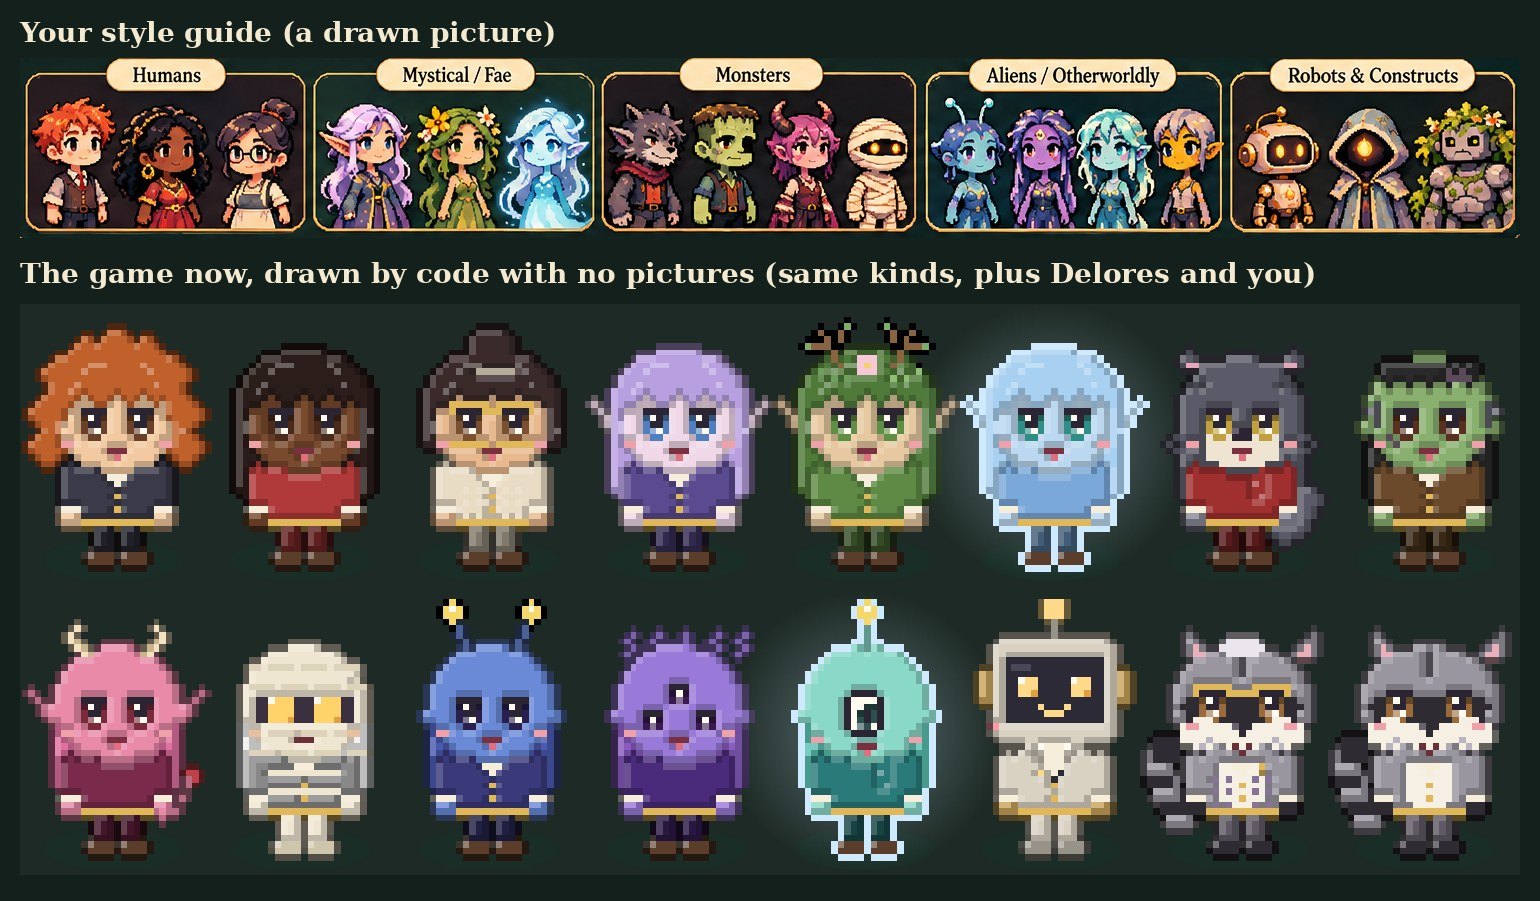 Your style guide (a drawn picture)
Humans
Mystical / Fae
Monsters
Aliens / Otherworldly
Robots & Constructs
The game now, drawn by code with no pictures (same kinds, plus Delores and you)